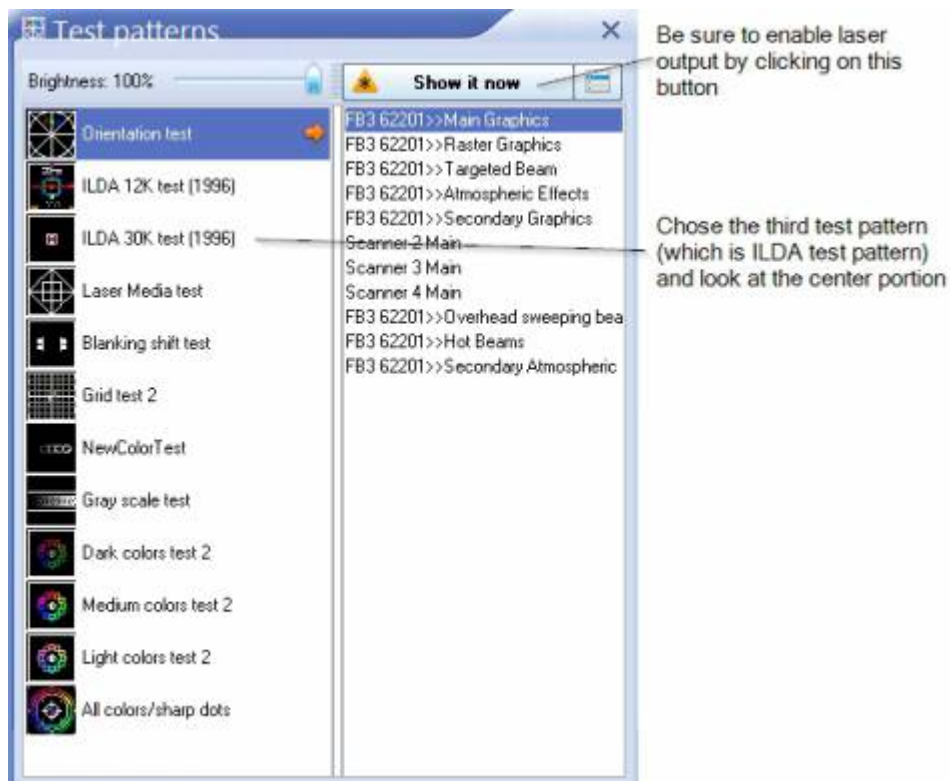 Test patterns
Brightness: 100%
Show it now
Orientation test
ILDA 12K test (1996)
ILDA 30K test (1996)
Laser Media test
Blanking shift test
Grid test 2
NewColorTest
Gray scale test
Dark colors test 2
Medium colors test 2
Light colors test 2
All colors/sharp dots
FB3 62201>>Main Graphics
FB3 62201>>Raster Graphics
FB3 62201>>Targeted Beam
FB3 62201>>Atmospheric Effects
FB3 62201>>Secondary Graphics
Scanner 2 Main
Scanner 3 Main
Scanner 4 Main
FB3 62201>>Overhead sweeping bea
FB3 62201>>Hot Beams
FB3 62201>>Secondary Atmospheric
Be sure to enable laser
output by clicking on this
button
Chose the third test pattern
(which is ILDA test pattern)
and look at the center portion